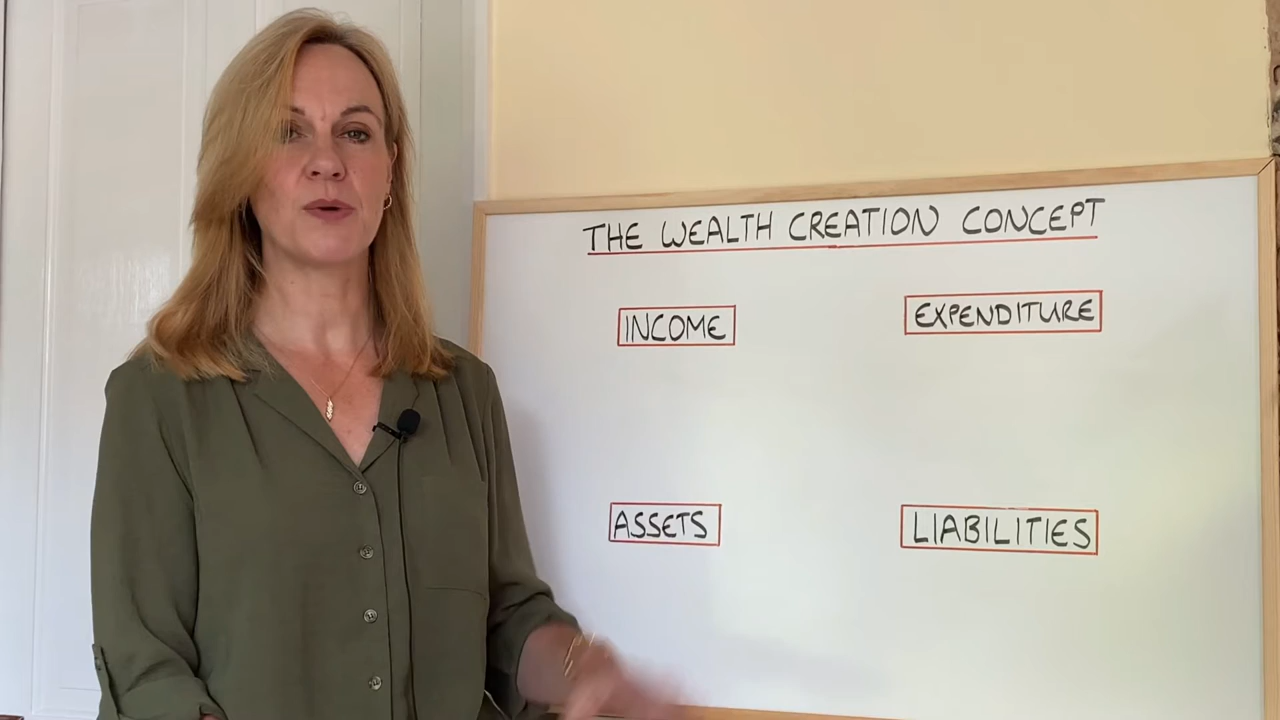 THE WEALTH CREATION CONCEPT
INCOME
EXPENDITURE
ASSETS
LIABILITIES